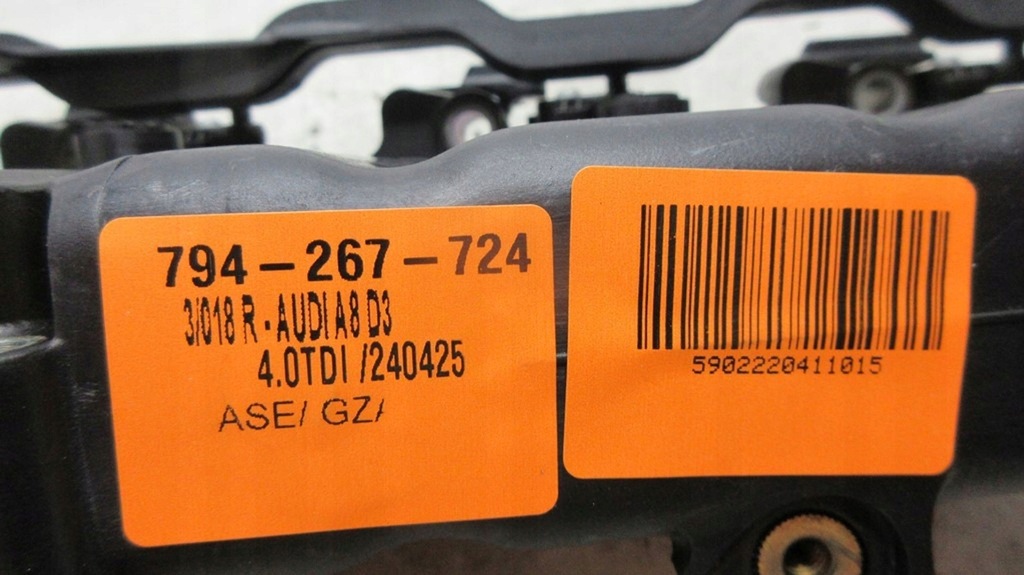 794-267-724
3/018 R - AUDI A8 D3
4.0TDI /240425
ASE/ GZ/
5902220411015